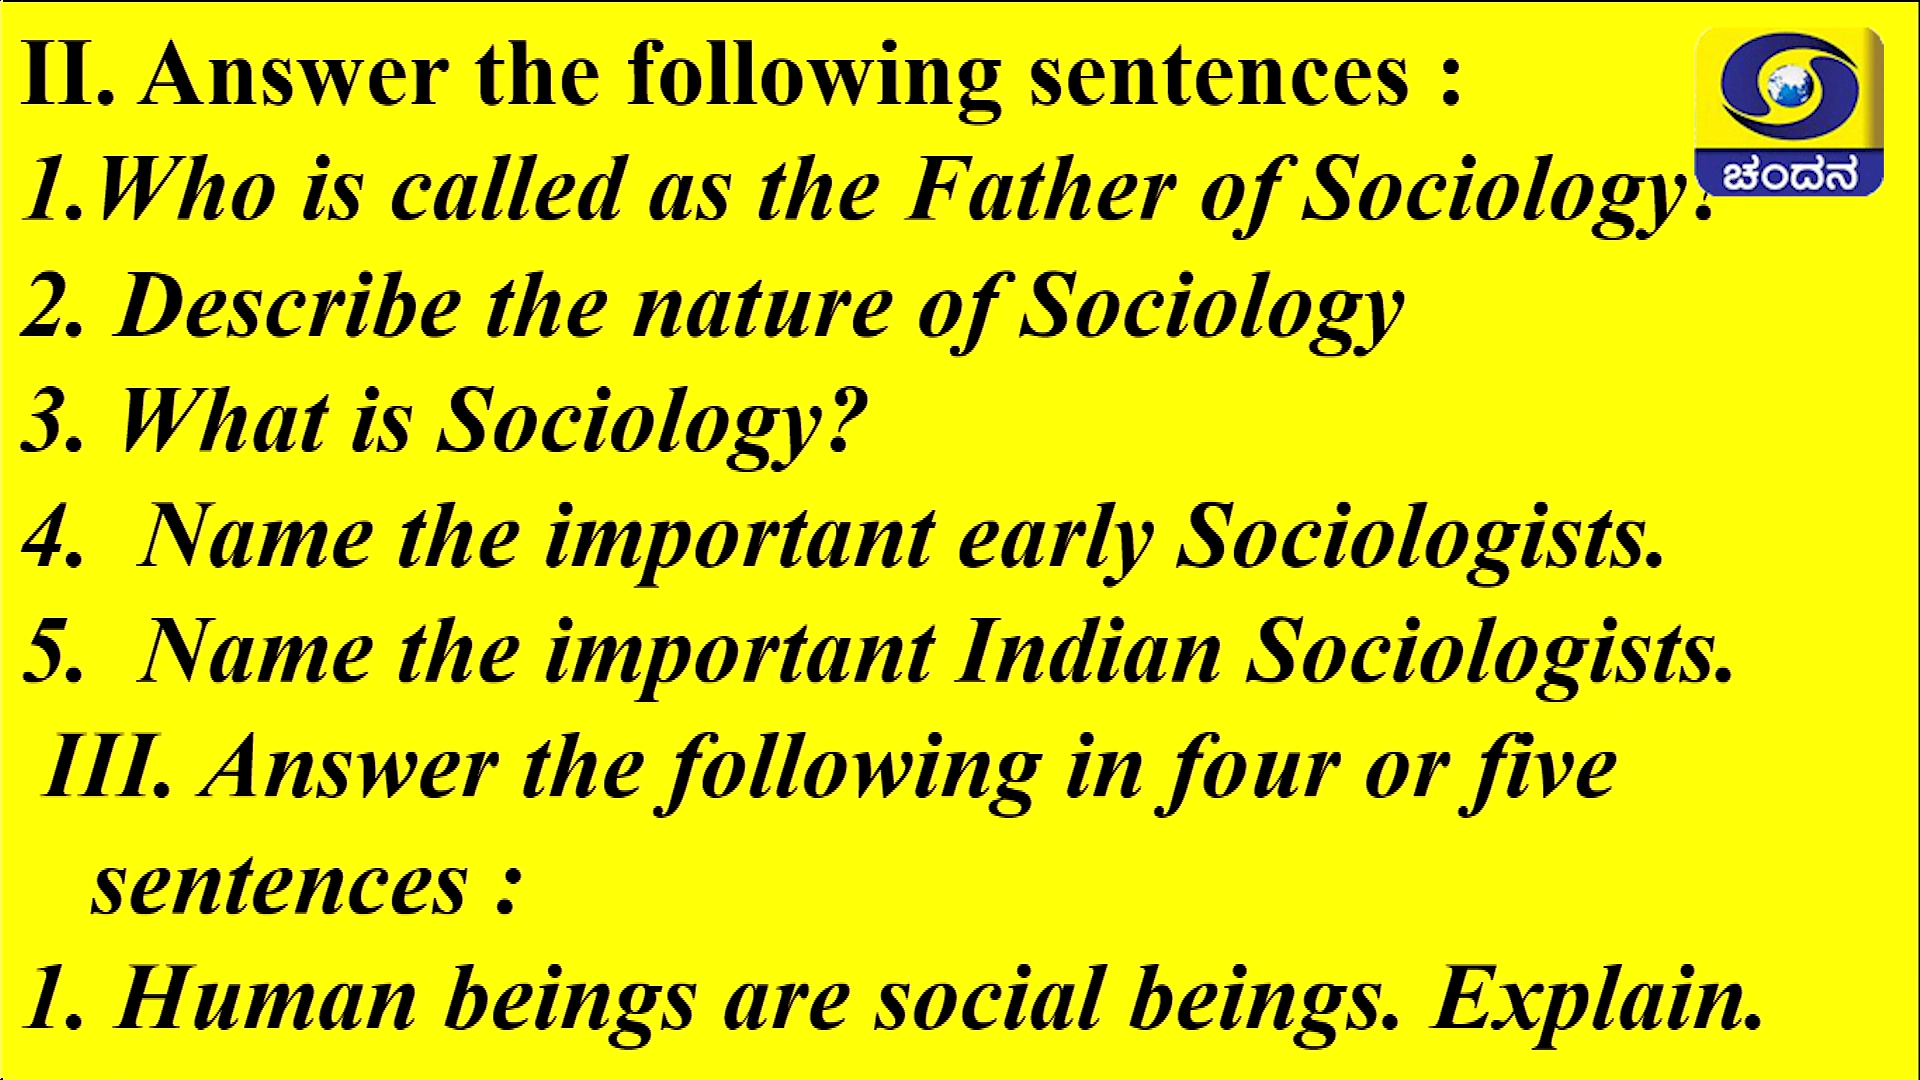 II. Answer the following sentences :
1.Who is called as the Father of Sociology?
2. Describe the nature of Sociology
3. What is Sociology?
4. Name the important early Sociologists.
5. Name the important Indian Sociologists.
III. Answer the following in four or five
sentences :
1. Human beings are social beings. Explain.
ಚಂದನ